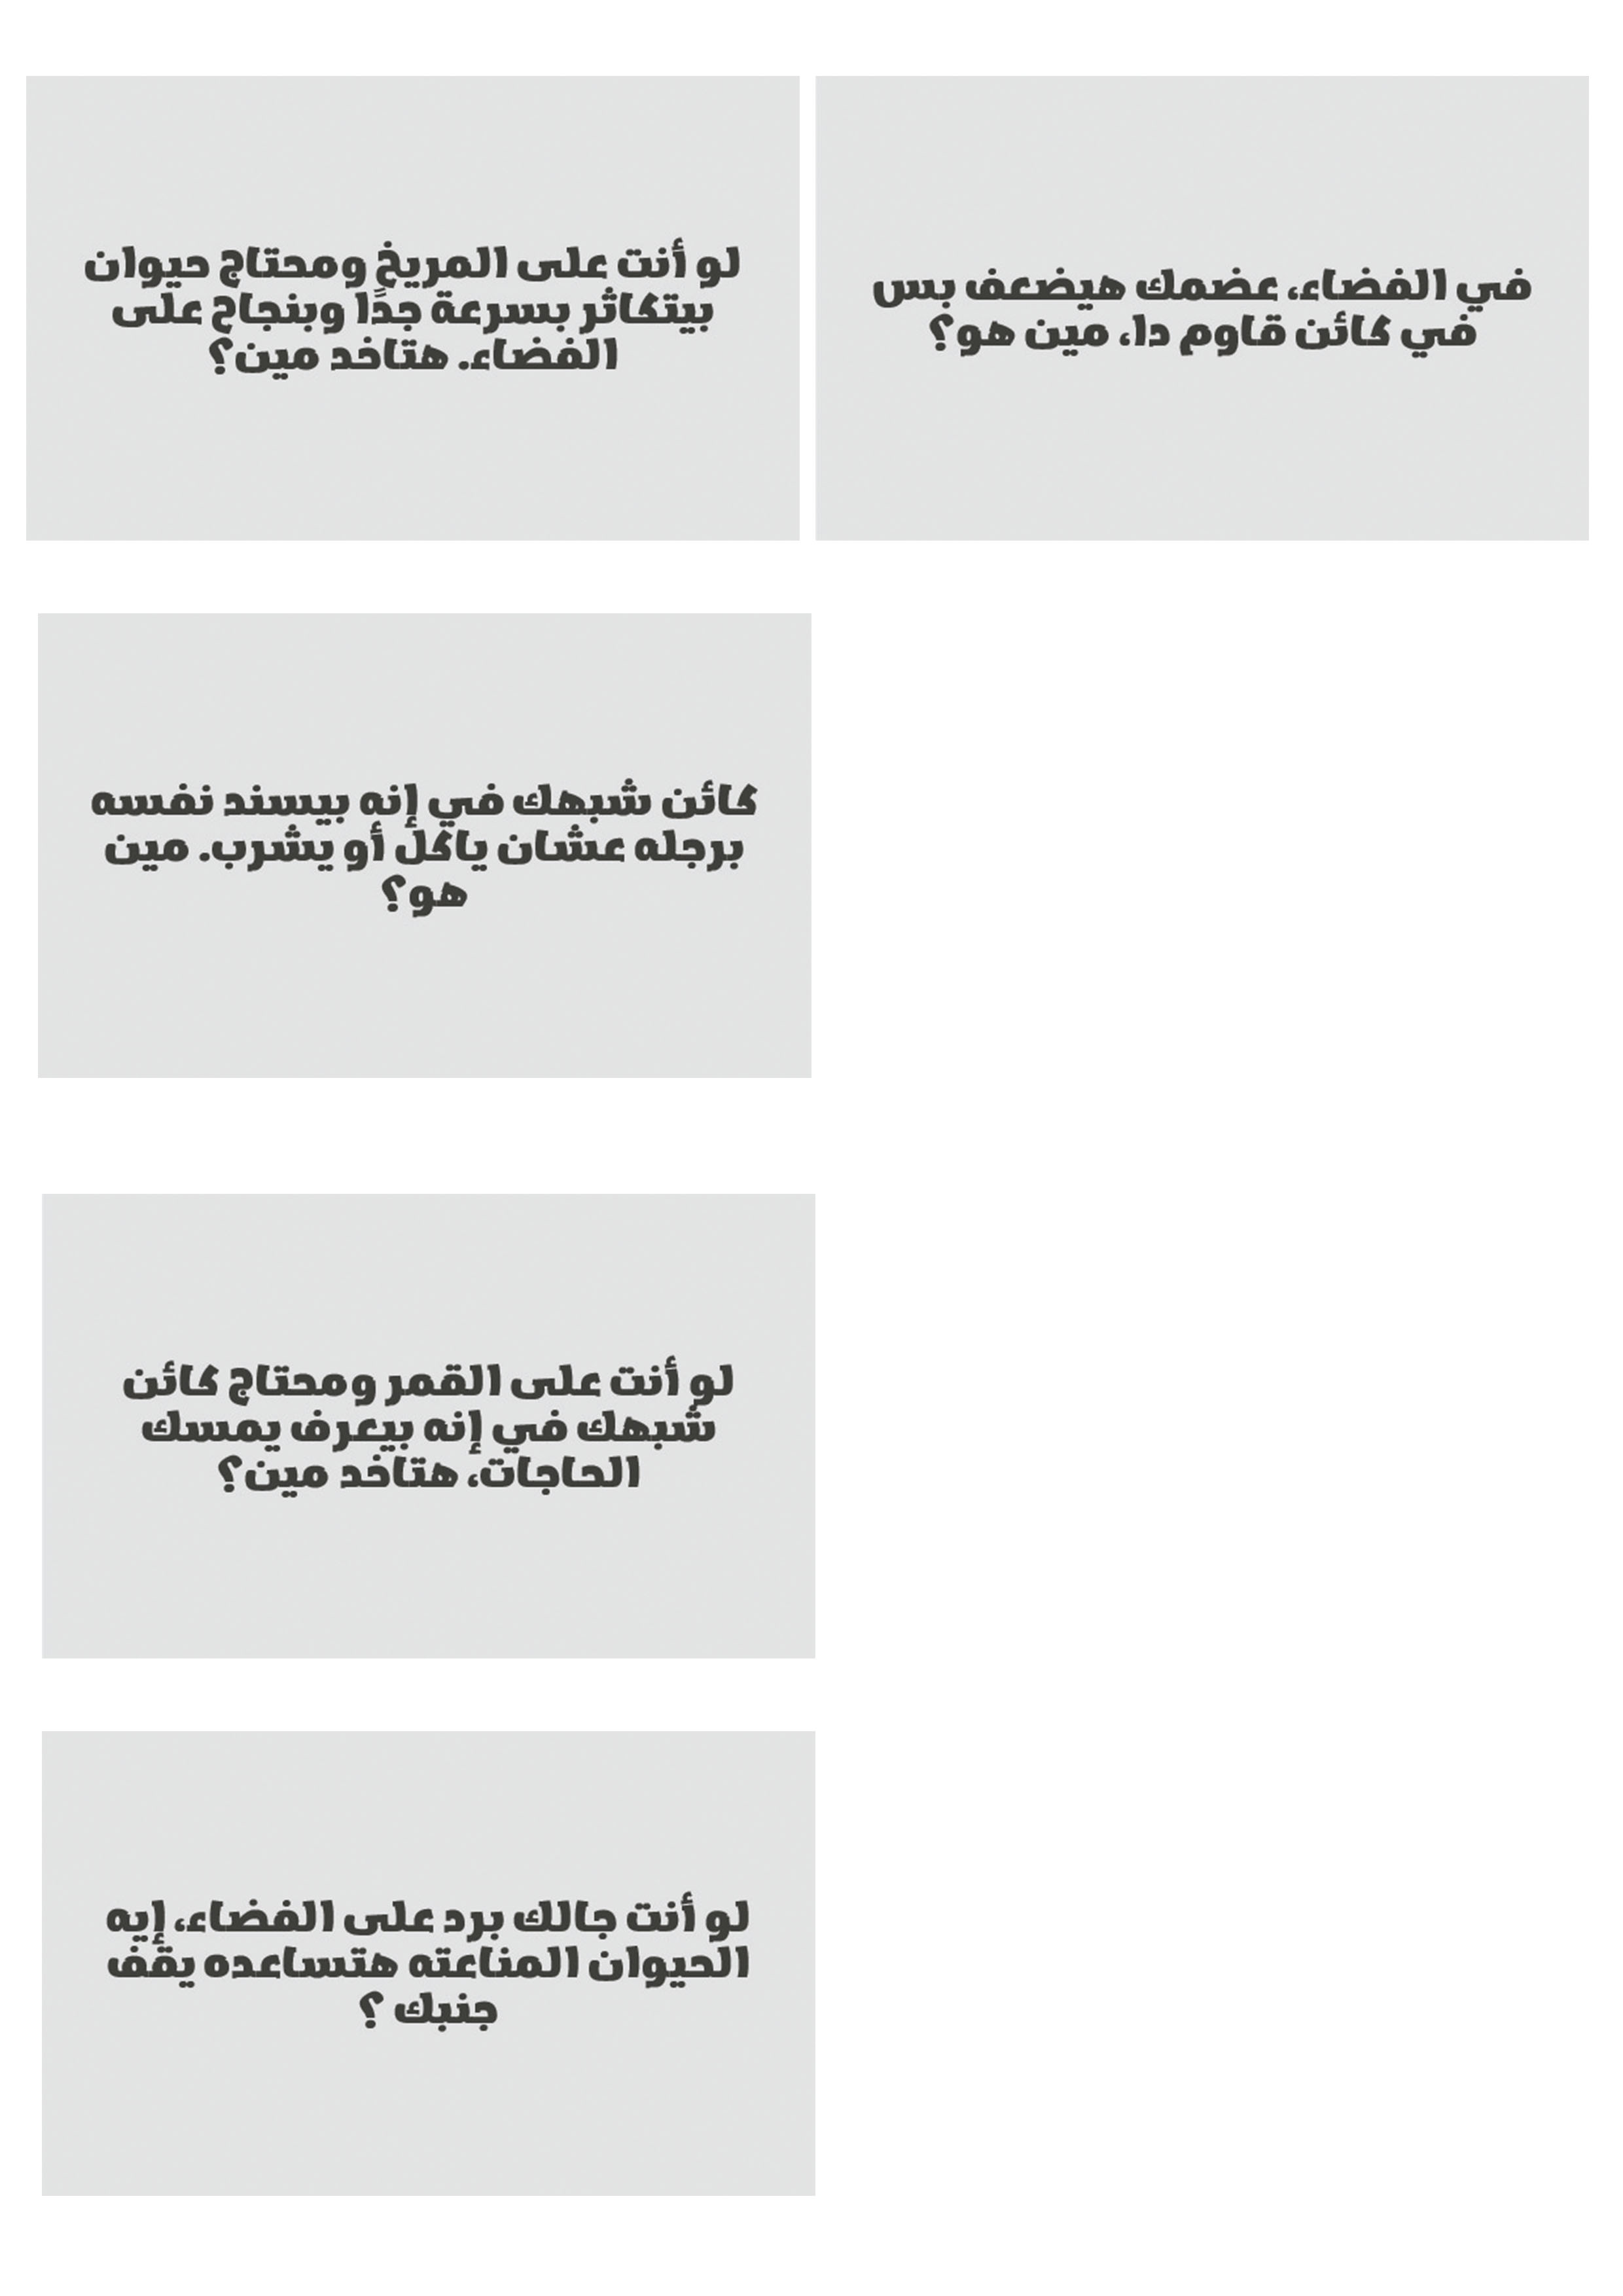 في الفضاء، عضمك هيضعف بس
في كائن قاوم دا، مين هو؟
لو أنت على المريخ ومحتاج حيوان
بيتكاثر بسرعة جدًا وبنجاح على
الفضاء. هتاخد مين؟
كائن شبهك في إنه بيسند نفسه
برجله عشان ياكل أو يشرب. مين
هو؟
لو أنت على القمر ومحتاج كائن
شبهك في إنه بيعرف يمسك
الحاجات، هتاخد مين؟
لو أنت جالك برد على الفضاء، إيه
الحيوان المناعته هتساعده يقف
جنبك ؟